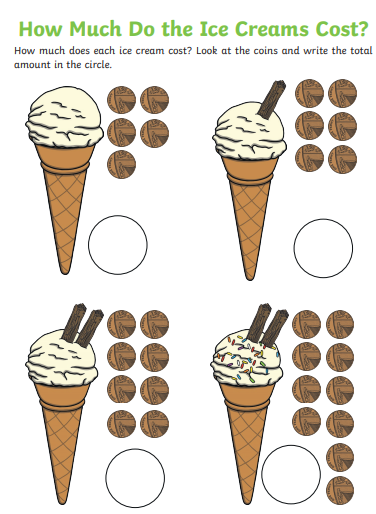 How Much Do the Ice Creams Cost?
How much does each ice cream cost? Look at the coins and write the total
amount in the circle.